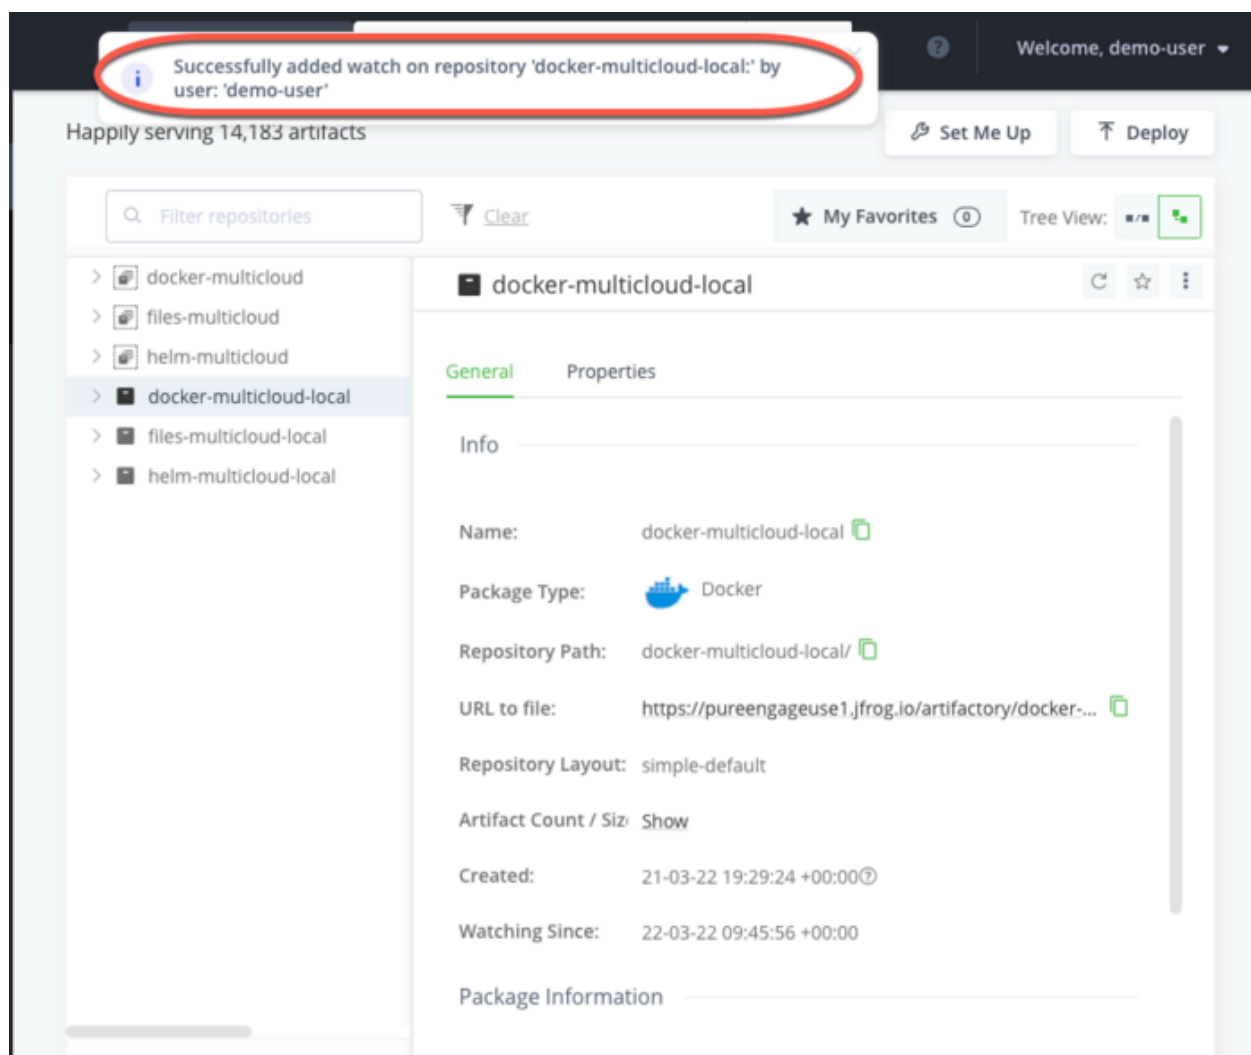 Welcome, demo-user
Successfully added watch on repository 'docker-multicloud-local:' by
user: 'demo-user'
Happily serving 14,183 artifacts
Set Me Up
Deploy
Filter repositories
Clear
My Favorites 0
Tree View:
docker-multicloud
files-multicloud
helm-multicloud
docker-multicloud-local
files-multicloud-local
helm-multicloud-local
docker-multicloud-local
General Properties
Info
Name: docker-multicloud-local
Package Type: Docker
Repository Path: docker-multicloud-local/
URL to file: https://pureengageuse1.jfrog.io/artifactory/docker-...
Repository Layout: simple-default
Artifact Count / Siz Show
Created: 21-03-22 19:29:24 +00:00
Watching Since: 22-03-22 09:45:56 +00:00
Package Information